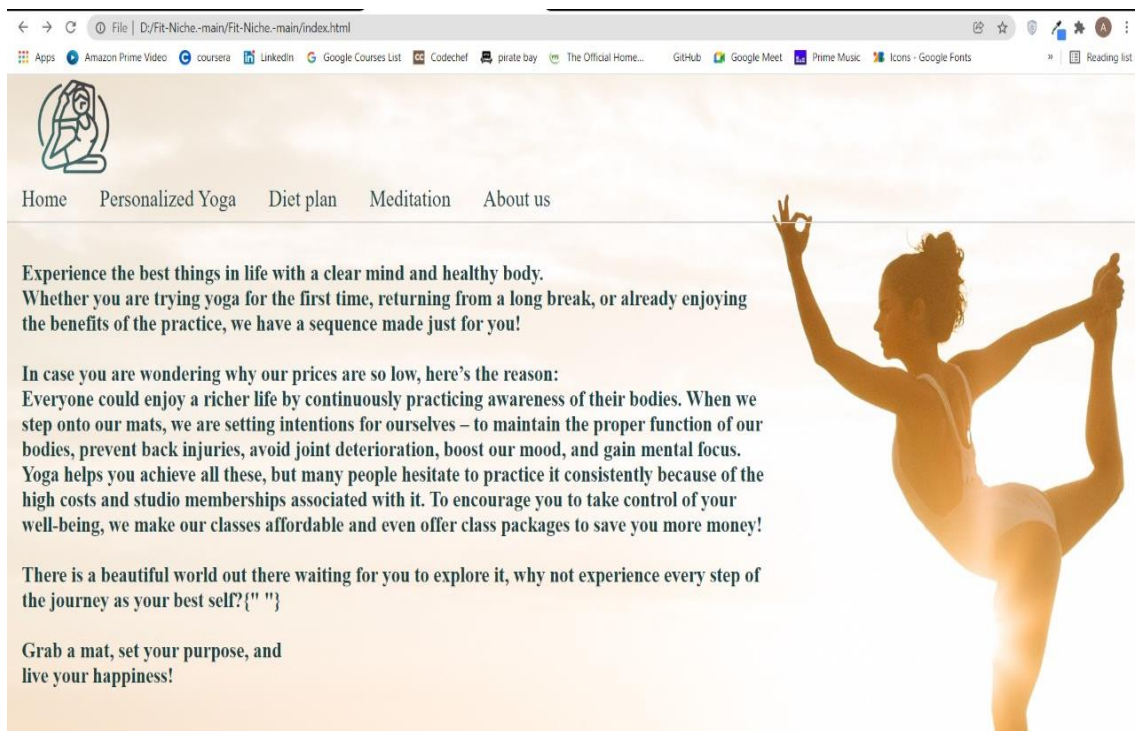 File | D:/Fit-Niche.-main/Fit-Niche.-main/index.html
A
Apps Amazon Prime Video coursera LinkedIn Google Courses List Codechef pirate bay The Official Home... GitHub Google Meet Prime Music Icons - Google Fonts » Reading list
Home Personalized Yoga Diet plan Meditation About us
Experience the best things in life with a clear mind and healthy body.
Whether you are trying yoga for the first time, returning from a long break, or already enjoying
the benefits of the practice, we have a sequence made just for you!
In case you are wondering why our prices are so low, here’s the reason:
Everyone could enjoy a richer life by continuously practicing awareness of their bodies. When we
step onto our mats, we are setting intentions for ourselves – to maintain the proper function of our
bodies, prevent back injuries, avoid joint deterioration, boost our mood, and gain mental focus.
Yoga helps you achieve all these, but many people hesitate to practice it consistently because of the
high costs and studio memberships associated with it. To encourage you to take control of your
well-being, we make our classes affordable and even offer class packages to save you more money!
There is a beautiful world out there waiting for you to explore it, why not experience every step of
the journey as your best self?{" "}
Grab a mat, set your purpose, and
live your happiness!